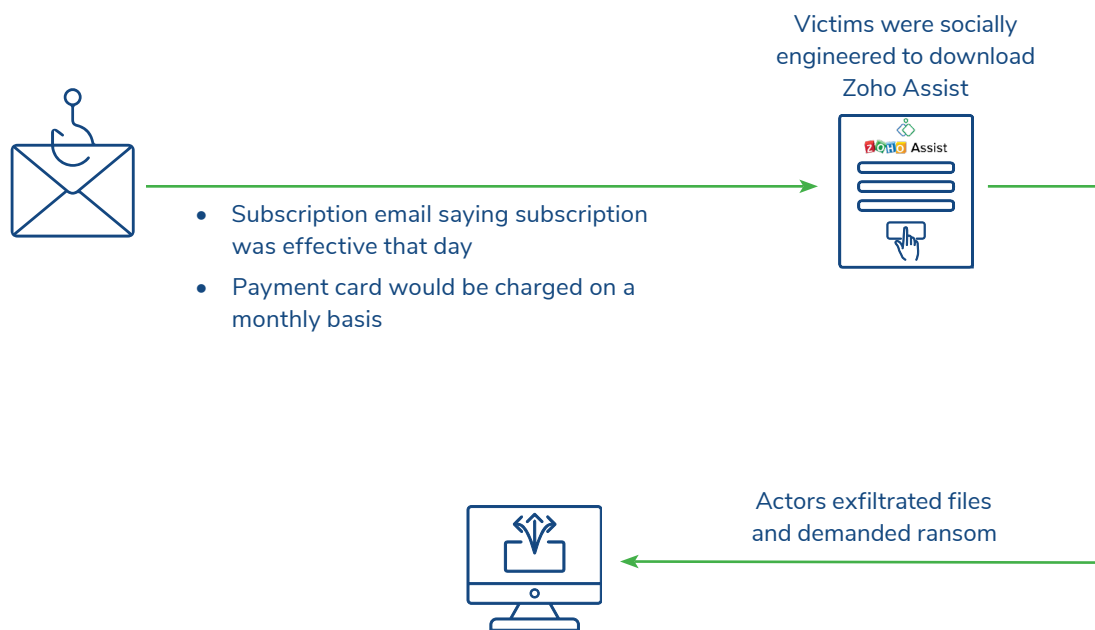 Victims were socially
engineered to download
Zoho Assist
ZOHO Assist
• Subscription email saying subscription
was effective that day
• Payment card would be charged on a
monthly basis
Actors exfiltrated files
and demanded ransom